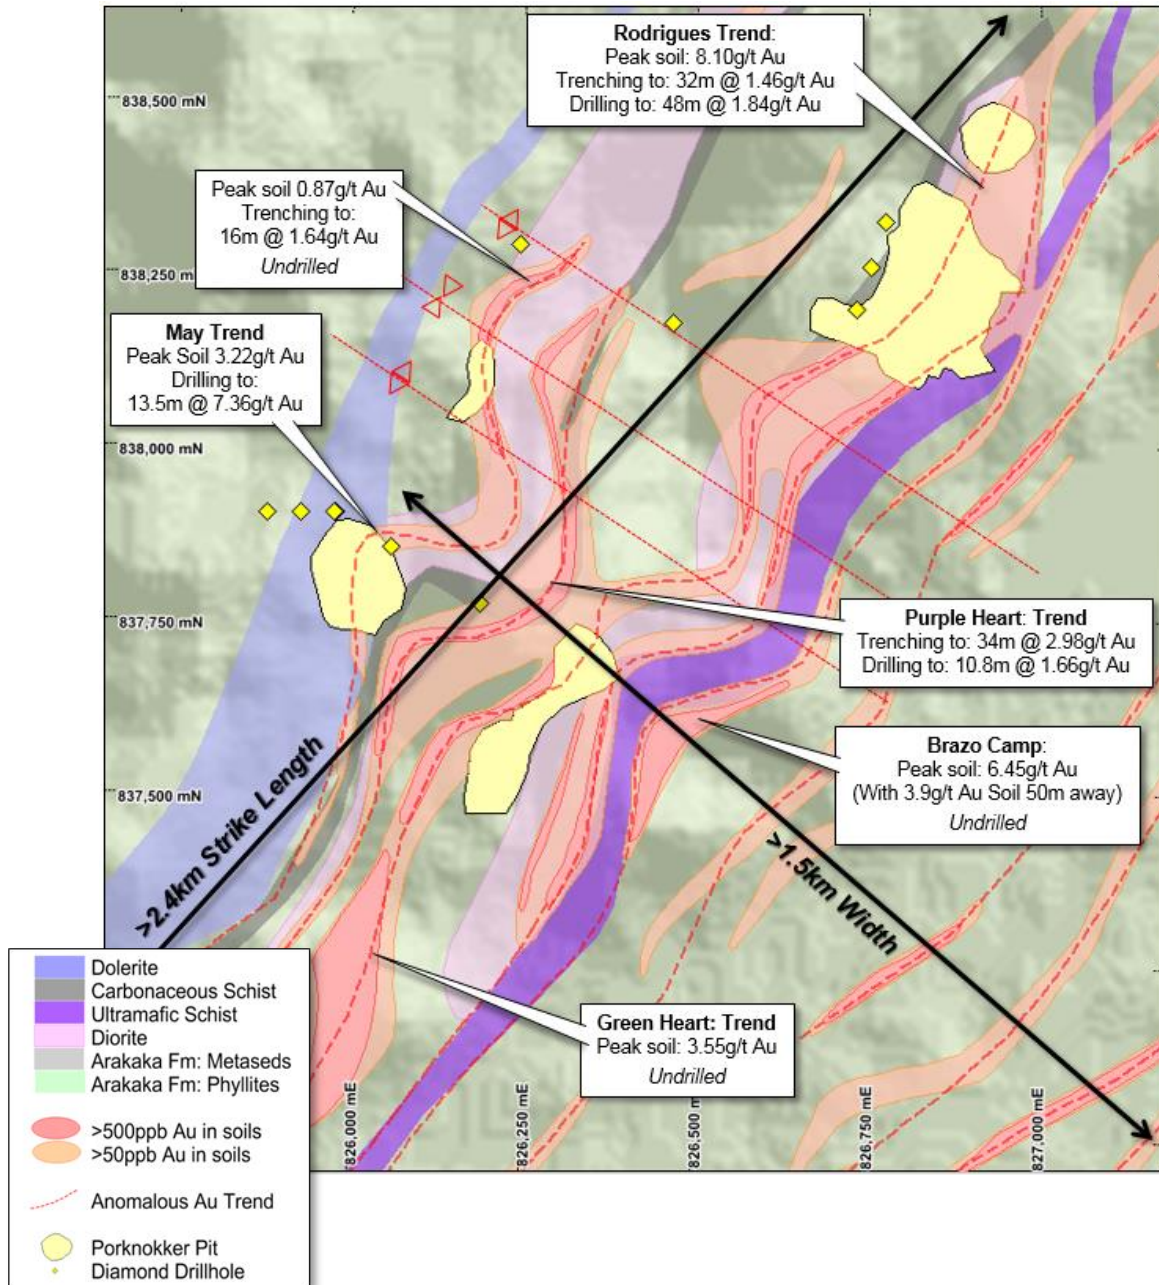 Rodrigues Trend:
Peak soil: 8.10g/t Au
Trenching to: 32m @ 1.46g/t Au
Drilling to: 48m @ 1.84g/t Au
838,500 mN
Peak soil 0.87g/t Au
Trenching to:
16m @ 1.64g/t Au
Undrilled
838,250 mN
May Trend
Peak Soil 3.22g/t Au
Drilling to:
13.5m @ 7.36g/t Au
838,000 mN
837,750 mN
Purple Heart: Trend
Trenching to: 34m @ 2.98g/t Au
Drilling to: 10.8m @ 1.66g/t Au
Brazo Camp:
Peak soil: 6.45g/t Au
(With 3.9g/t Au Soil 50m away)
Undrilled
837,500 mN
>2.4km Strike Length
>1.5km Width
Green Heart: Trend
Peak soil: 3.55g/t Au
Undrilled
826,000 mE
826,250 mE
826,500 mE
826,750 mE
827,000 mE
Dolerite
Carbonaceous Schist
Ultramafic Schist
Diorite
Arakaka Fm: Metaseds
Arakaka Fm: Phyllites
>500ppb Au in soils
>50ppb Au in soils
Anomalous Au Trend
Porknokker Pit
Diamond Drillhole